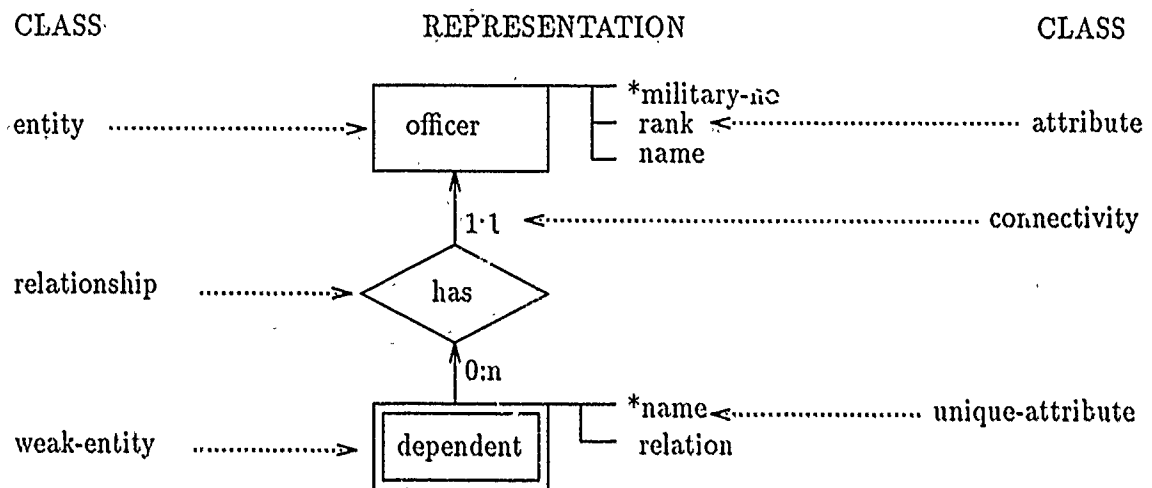 CLASS REPRESENTATION CLASS
*military-no
entity officer rank attribute
name
1:1 connectivity
relationship has
0:n
*name unique-attribute
weak-entity dependent relation